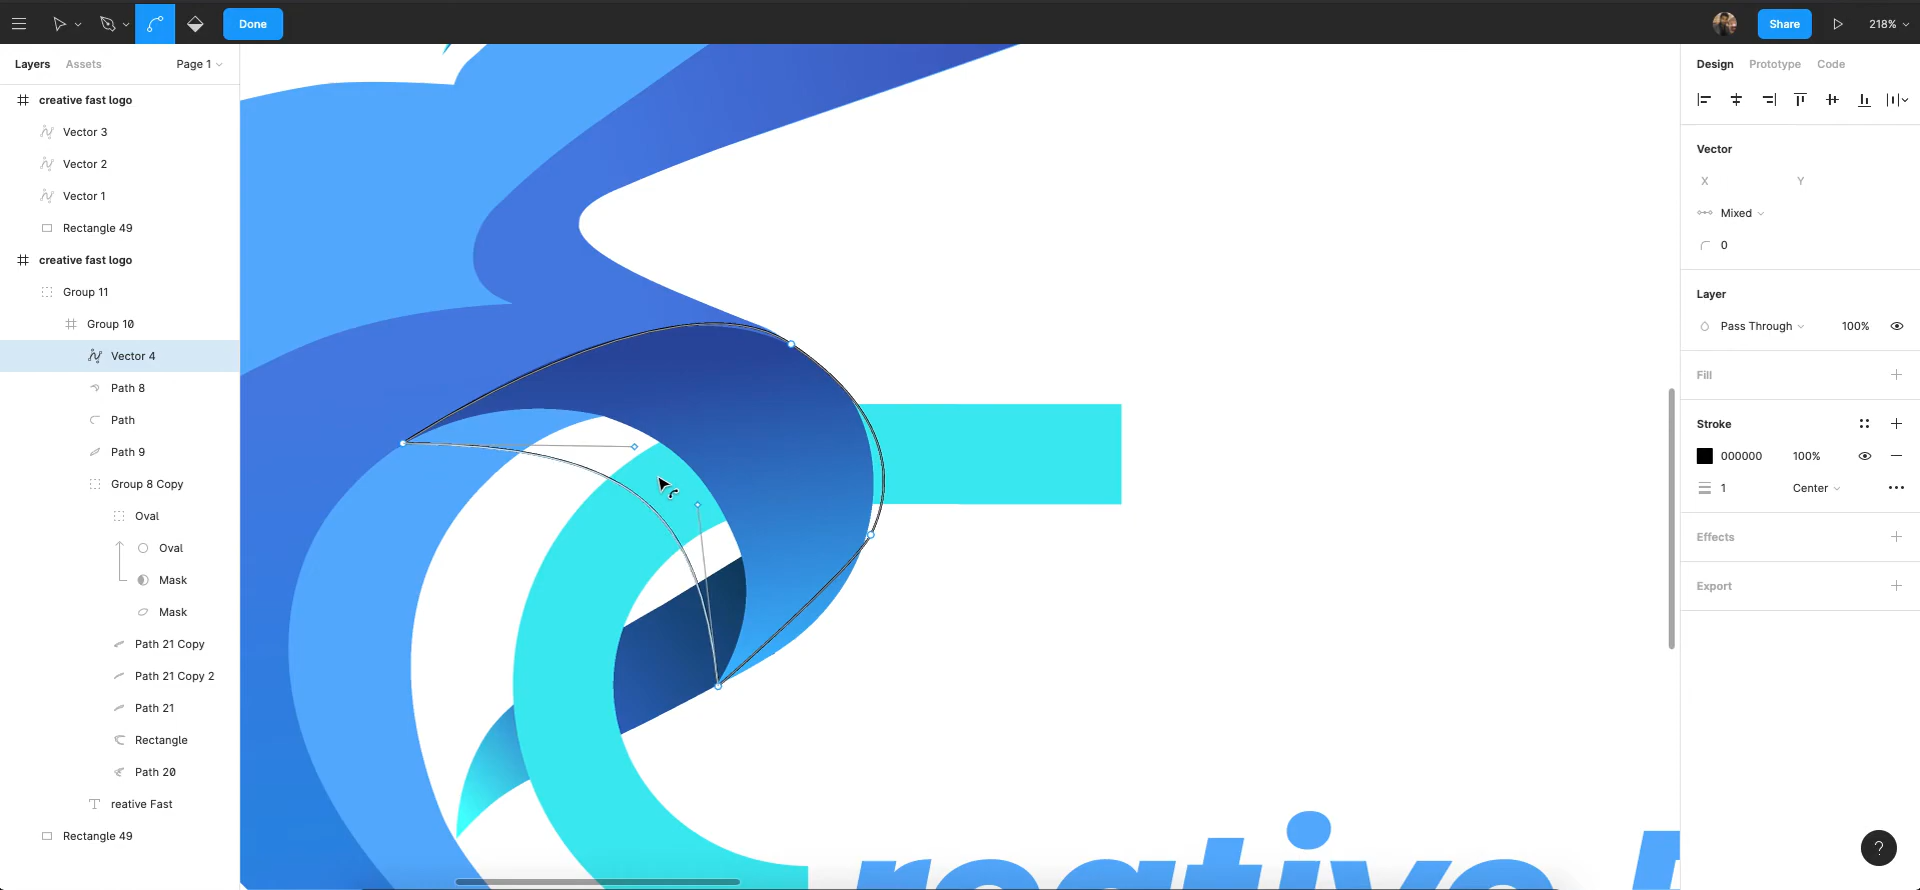 Done
Share
218%
Layers Assets Page 1
creative fast logo
Vector 3
Vector 2
Vector 1
Rectangle 49
creative fast logo
Group 11
Group 10
Vector 4
Path 8
Path
Path 9
Group 8 Copy
Oval
Oval
Mask
Mask
Path 21 Copy
Path 21 Copy 2
Path 21
Rectangle
Path 20
reative Fast
Rectangle 49
reative
Design Prototype Code
Vector
X Y
Mixed
0
Layer
Pass Through 100%
Fill
Stroke
000000 100%
1 Center
Effects
Export
?